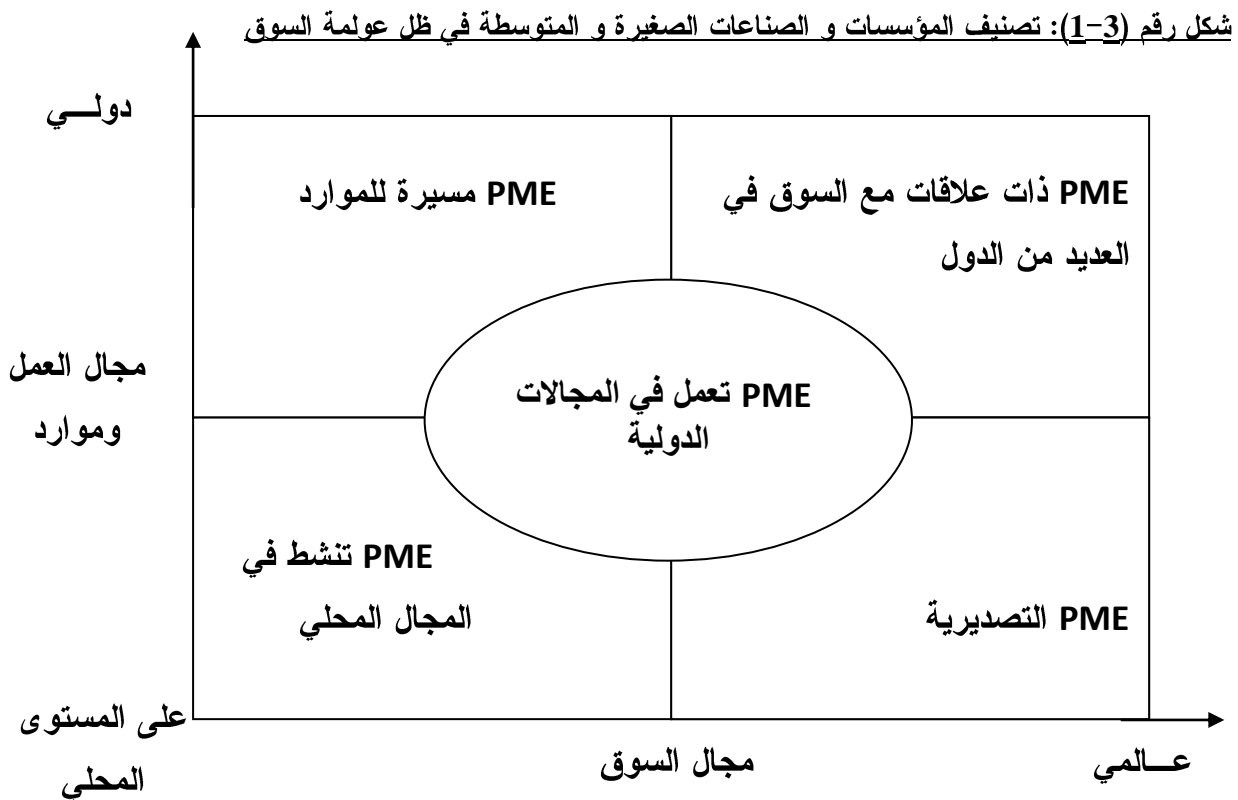 شكل رقم (3-1): تصنيف المؤسسات و الصناعات الصغيرة و المتوسطة في ظل عولمة السوق
دولـــي
PME ذات علاقات مع السوق في
العديد من الدول
PME مسيرة للموارد
مجال العمل
وموارد
PME تعمل في المجالات
الدولية
PME التصديرية
PME تنشط في
المجال المحلي
على المستوى
المحلي
مجال السوق
عـــالمي